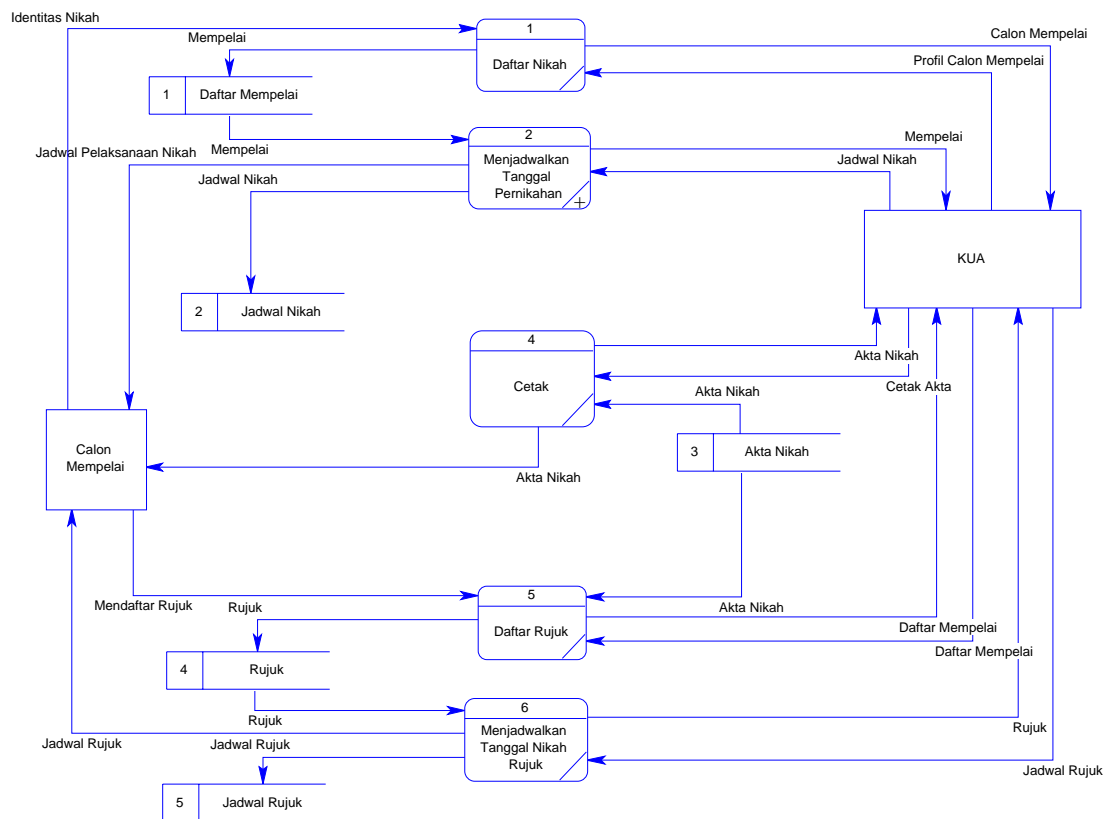 Identitas Nikah
1
Mempelai
Calon Mempelai
Daftar Nikah
Profil Calon Mempelai
1
Daftar Mempelai
2
Mempelai
Mempelai
Jadwal Pelaksanaan Nikah
Menjadwalkan
Tanggal
Pernikahan
Jadwal Nikah
Jadwal Nikah
KUA
2
Jadwal Nikah
4
Akta Nikah
Cetak
Cetak Akta
Akta Nikah
Calon
Mempelai
3
Akta Nikah
Akta Nikah
5
Mendaftar Rujuk
Rujuk
Akta Nikah
Daftar Rujuk
Daftar Mempelai
Daftar Mempelai
4
Rujuk
6
Rujuk
Rujuk
Menjadwalkan
Tanggal Nikah
Rujuk
Jadwal Rujuk
Jadwal Rujuk
Jadwal Rujuk
5
Jadwal Rujuk